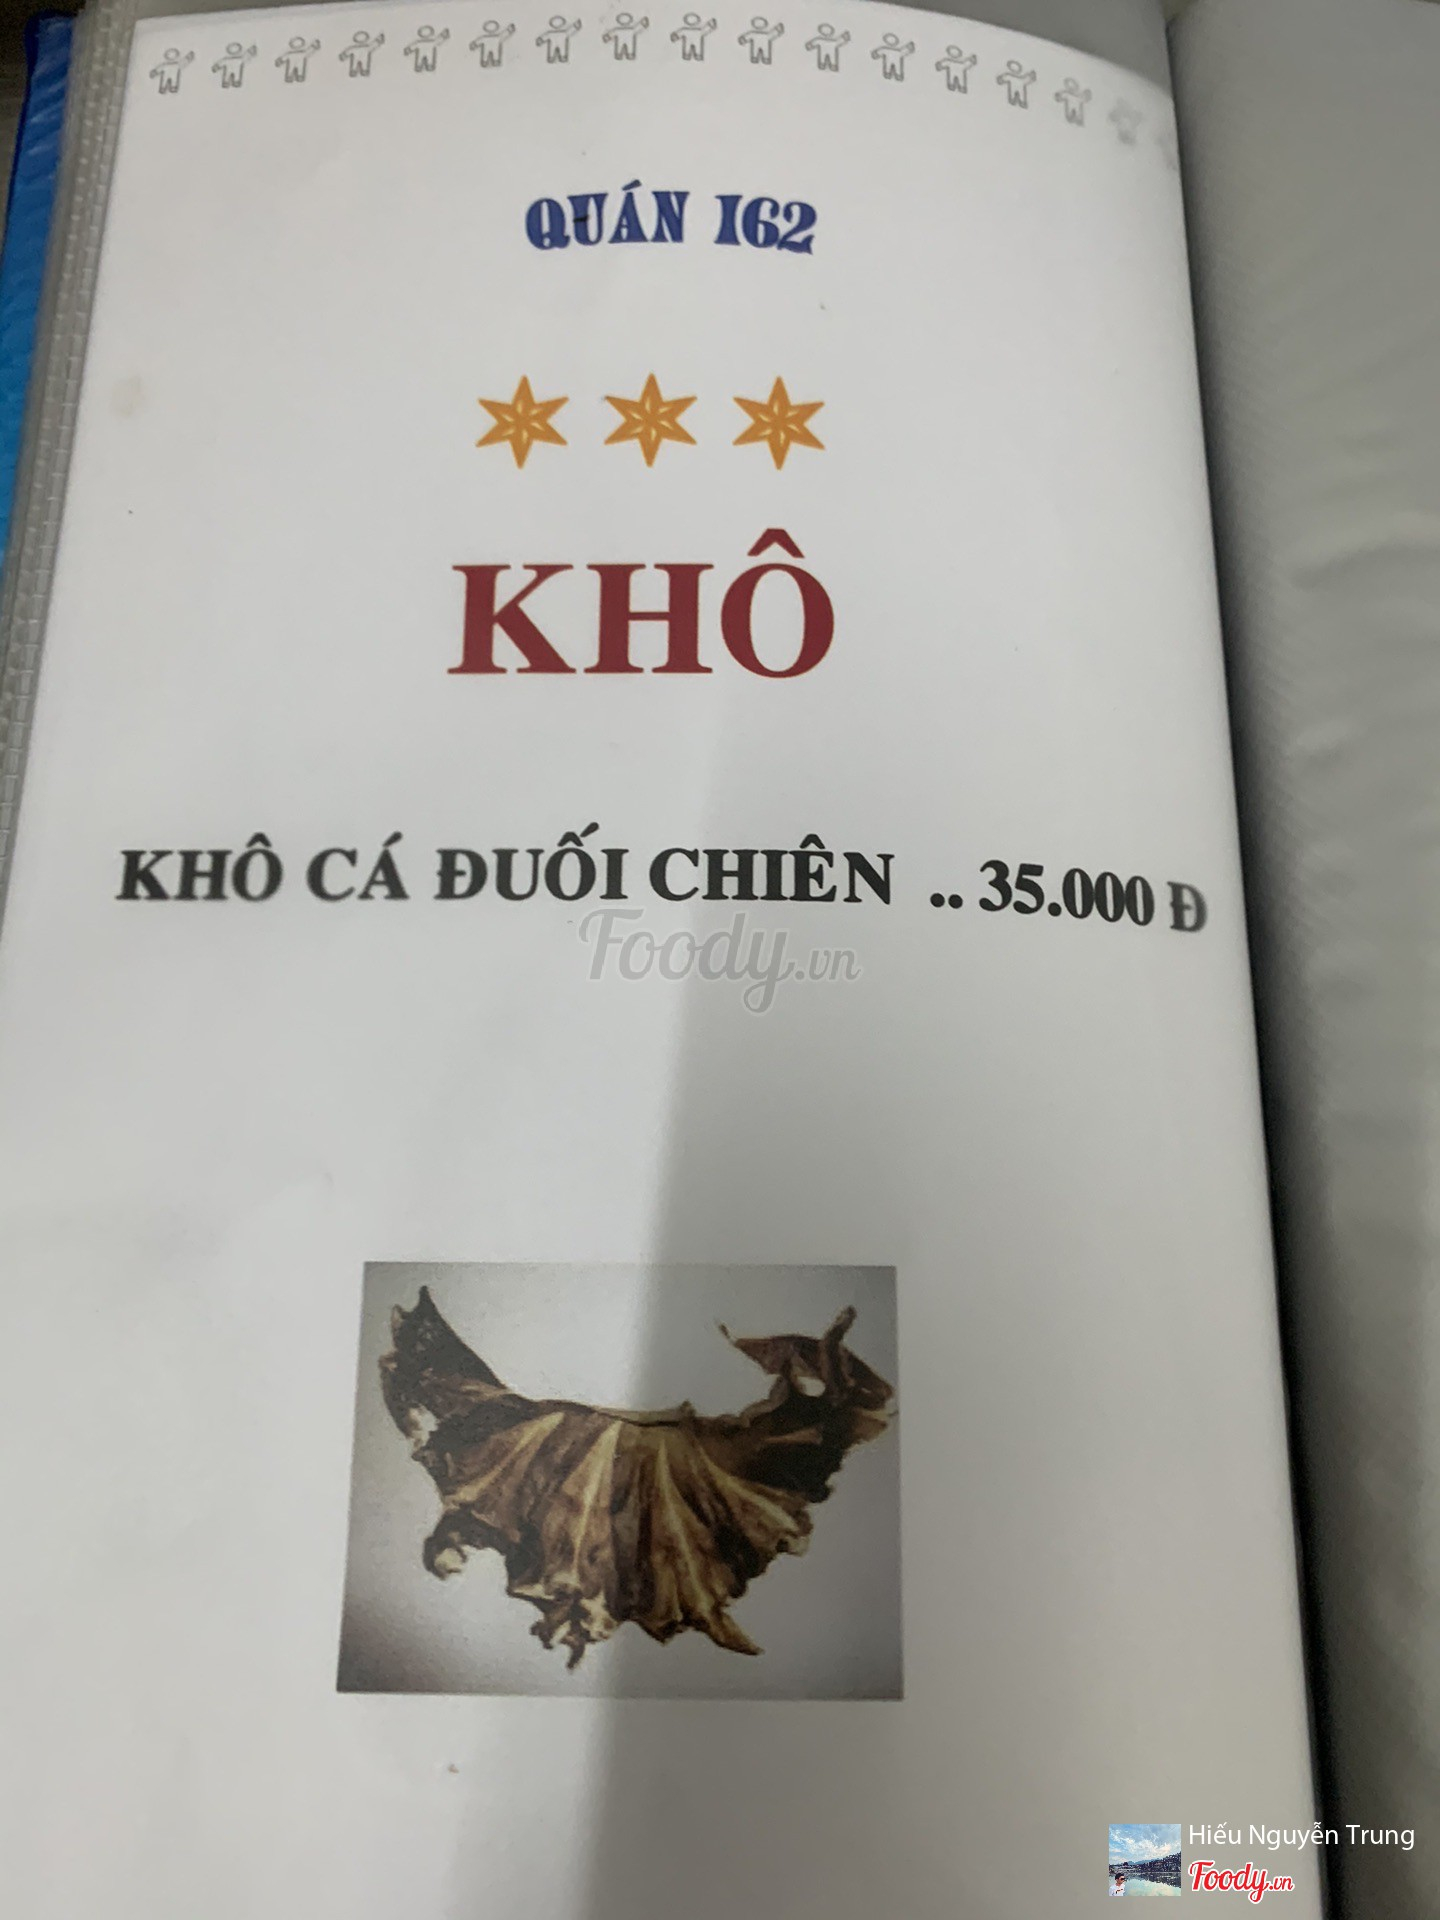 QUÁN 162
KHÔ
KHÔ CÁ ĐUỐI CHIÊN .. 35.000 Đ
Foody.vn
Hiếu Nguyễn Trung
Foody.vn